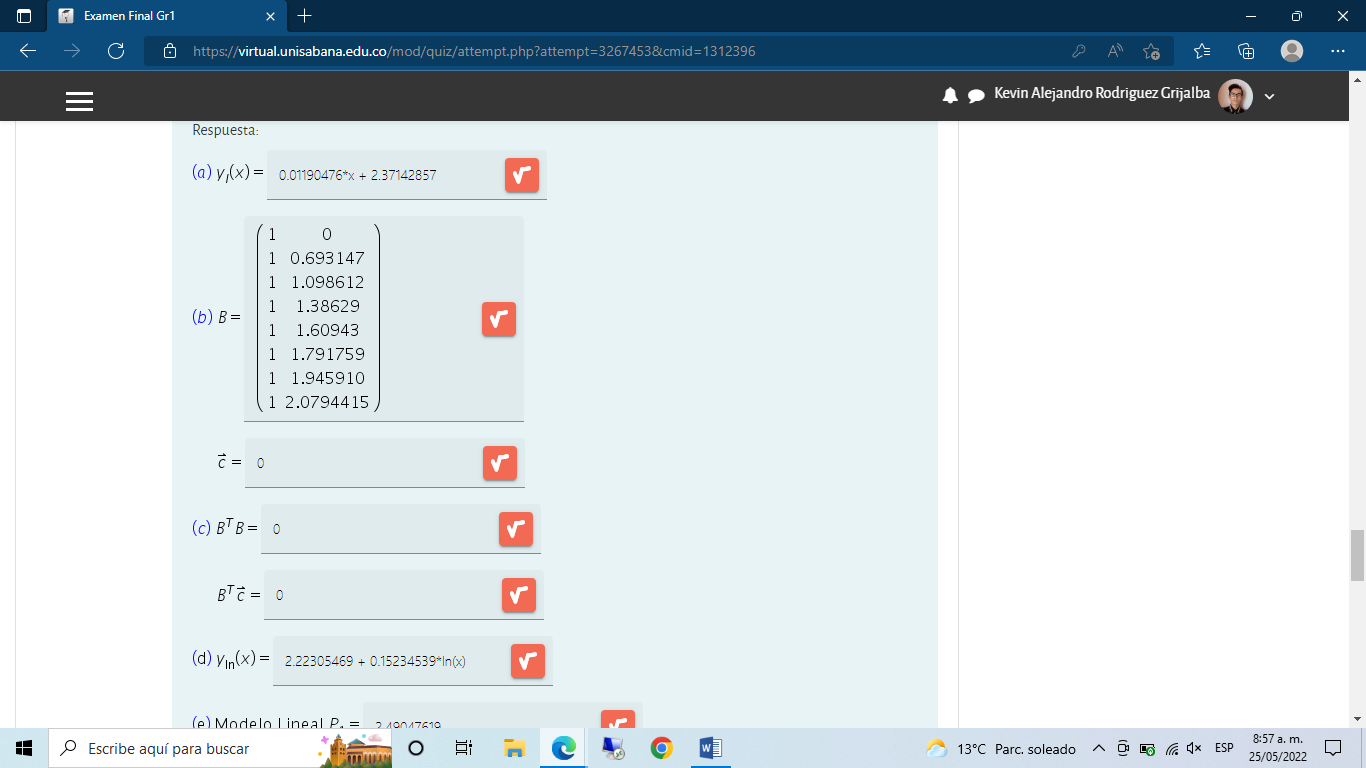 Examen Final Gr1
https://virtual.unisabana.edu.co/mod/quiz/attempt.php?attempt=3267453&cmid=1312396
Kevin Alejandro Rodriguez Grijalba
Respuesta:
(a) y_l(x) = 0.01190476*x + 2.37142857
(b) B =
1 0
1 0.693147
1 1.098612
1 1.38629
1 1.60943
1 1.791759
1 1.945910
1 2.0794415
c⃗ = 0
(c) B^T B = 0
B^T c⃗ = 0
(d) y_ln(x) = 2.22305469 + 0.15234539*ln(x)
(e) Modelo Lineal P₁ = 2.49047619
Escribe aquí para buscar
13°C Parc. soleado
ESP
8:57 a. m.
25/05/2022